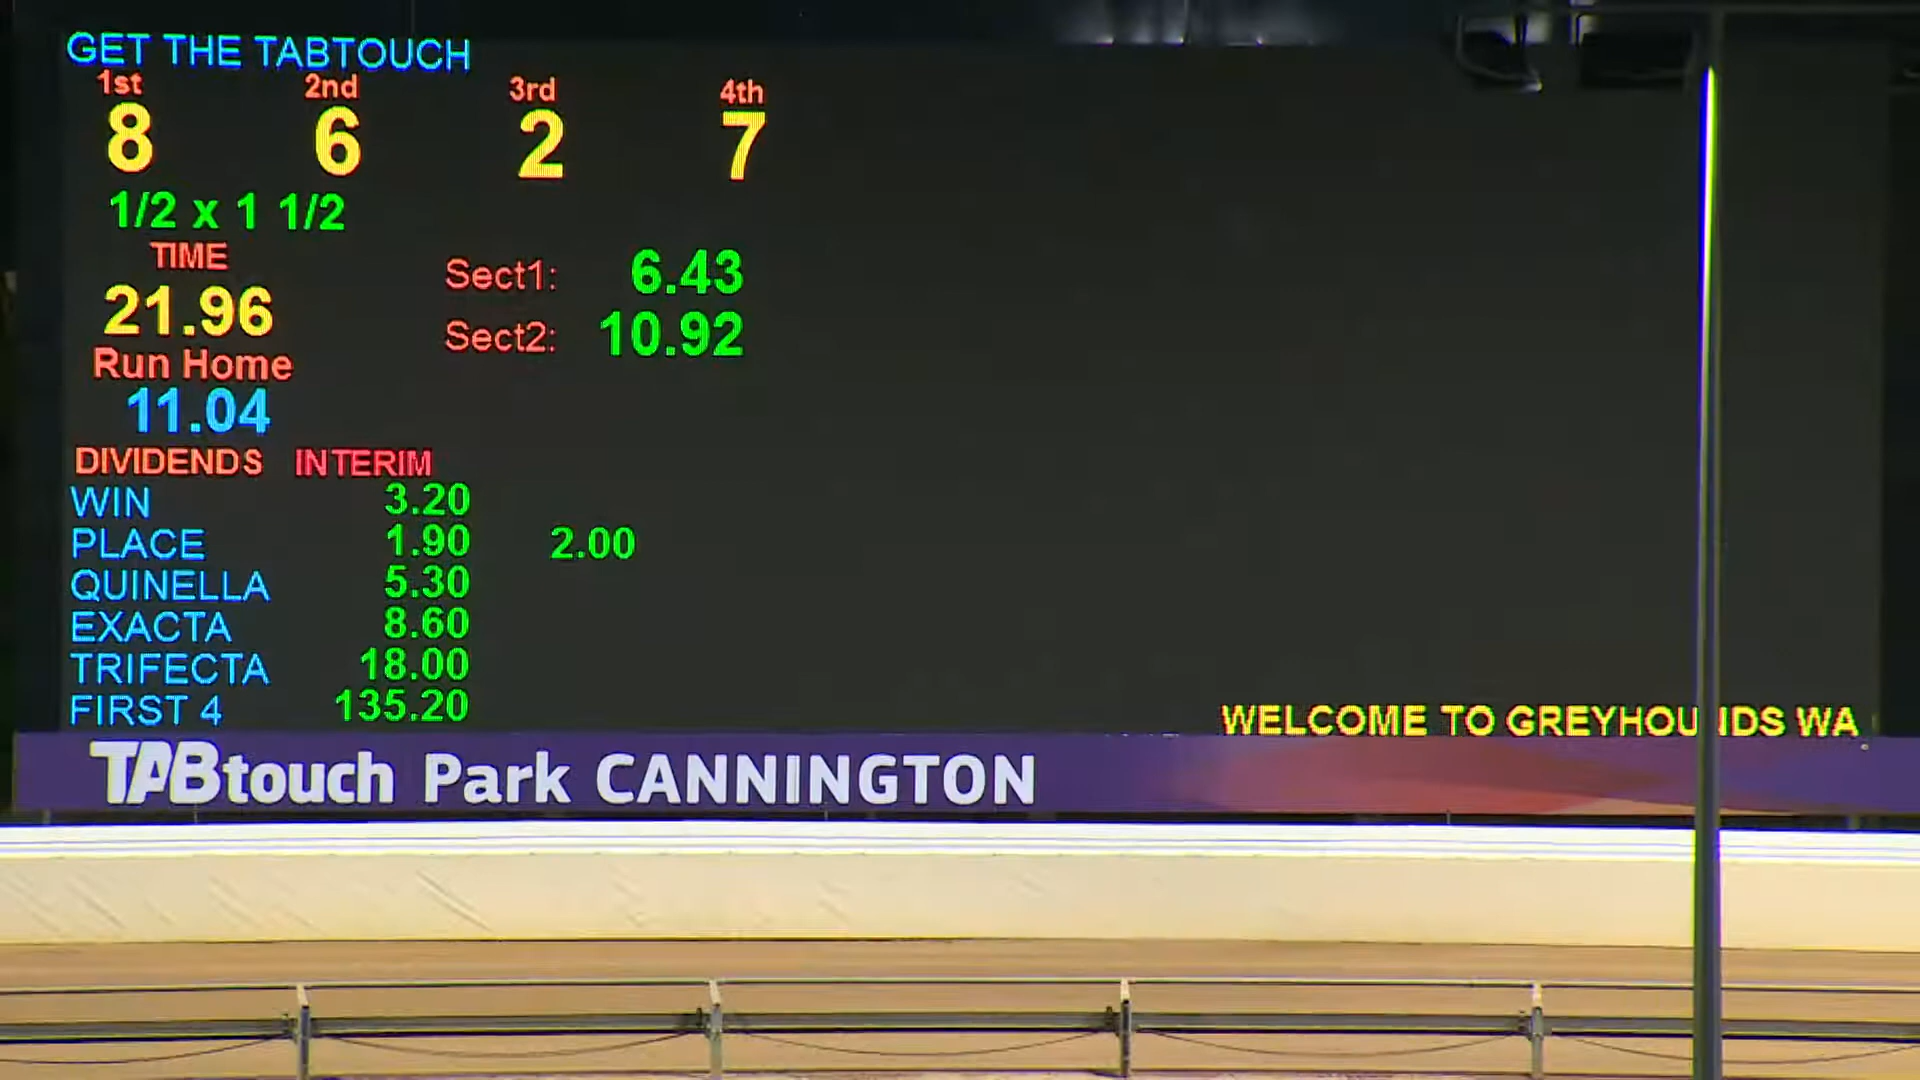 GET THE TABTOUCH
1st 2nd 3rd 4th
8 6 2 7
1/2 x 1 1/2
TIME
21.96
Sect1: 6.43
Sect2: 10.92
Run Home
11.04
DIVIDENDS INTERIM
WIN 3.20
PLACE 1.90 2.00
QUINELLA 5.30
EXACTA 8.60
TRIFECTA 18.00
FIRST 4 135.20
WELCOME TO GREYHOUNDS WA
TABtouch Park CANNINGTON